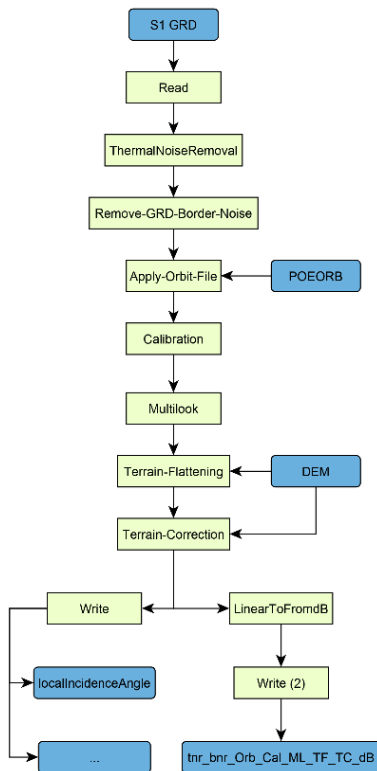 S1 GRD
Read
ThermalNoiseRemoval
Remove-GRD-Border-Noise
Apply-Orbit-File
POEORB
Calibration
Multilook
Terrain-Flattening
DEM
Terrain-Correction
Write
LinearToFromdB
localIncidenceAngle
Write (2)
...
tnr_bnr_Orb_Cal_ML_TF_TC_dB